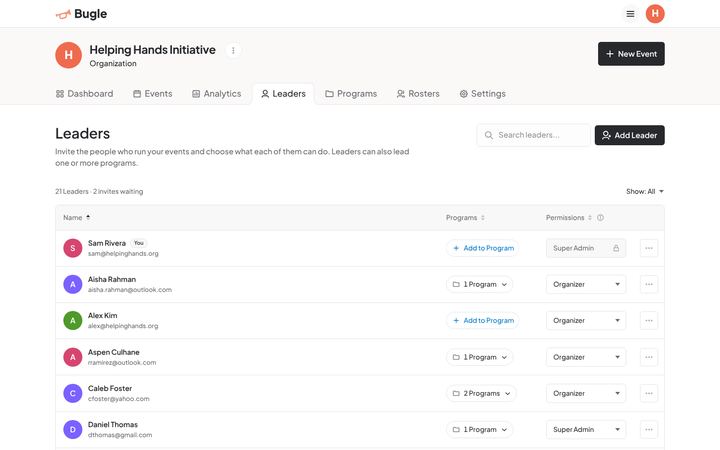 Bugle
H
H
Helping Hands Initiative
Organization
New Event
Dashboard
Events
Analytics
Leaders
Programs
Rosters
Settings
Leaders
Search leaders...
Add Leader
Invite the people who run your events and choose what each of them can do. Leaders can also lead
one or more programs.
21 Leaders · 2 invites waiting
Show: All
Name
Programs
Permissions
S
Sam Rivera
You
sam@helpinghands.org
+ Add to Program
Super Admin
A
Aisha Rahman
aisha.rahman@outlook.com
1 Program
Organizer
A
Alex Kim
alex@helpinghands.org
+ Add to Program
Organizer
A
Aspen Culhane
rramirez@outlook.com
1 Program
Organizer
C
Caleb Foster
cfoster@yahoo.com
2 Programs
Organizer
D
Daniel Thomas
dthomas@gmail.com
1 Program
Super Admin